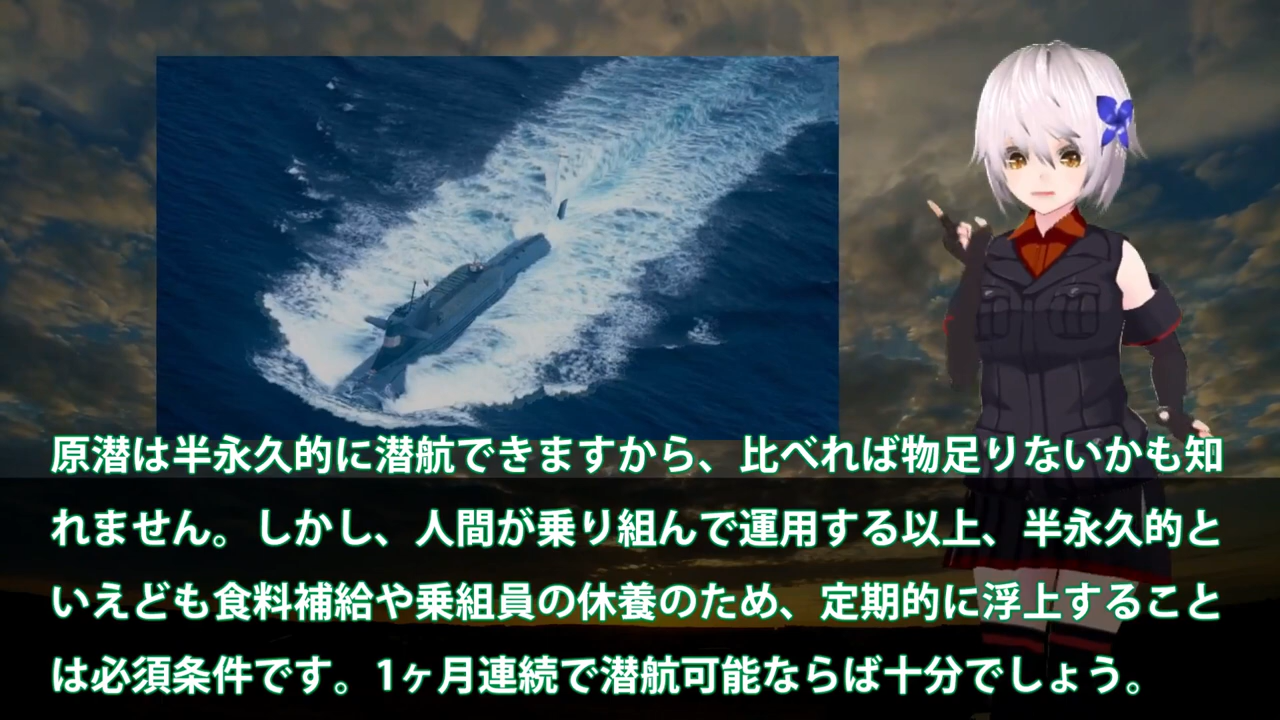 原潜は半永久的に潜航できますから、比べれば物足りないかも知
れません。しかし、人間が乗り組んで運用する以上、半永久的と
いえども食料補給や乗組員の休養のため、定期的に浮上すること
は必須条件です。1ヶ月連続で潜航可能ならば十分でしょう。